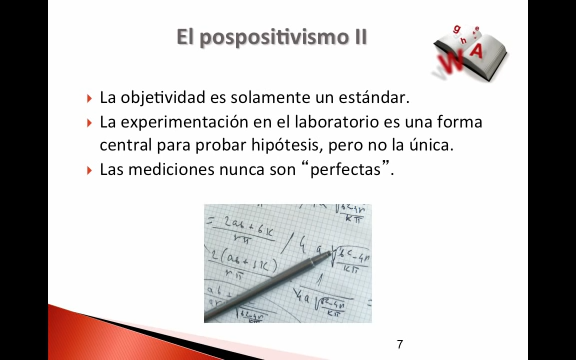 El pospositivismo II
La objetividad es solamente un estándar.
La experimentación en el laboratorio es una forma
central para probar hipótesis, pero no la única.
Las mediciones nunca son “perfectas”.
7